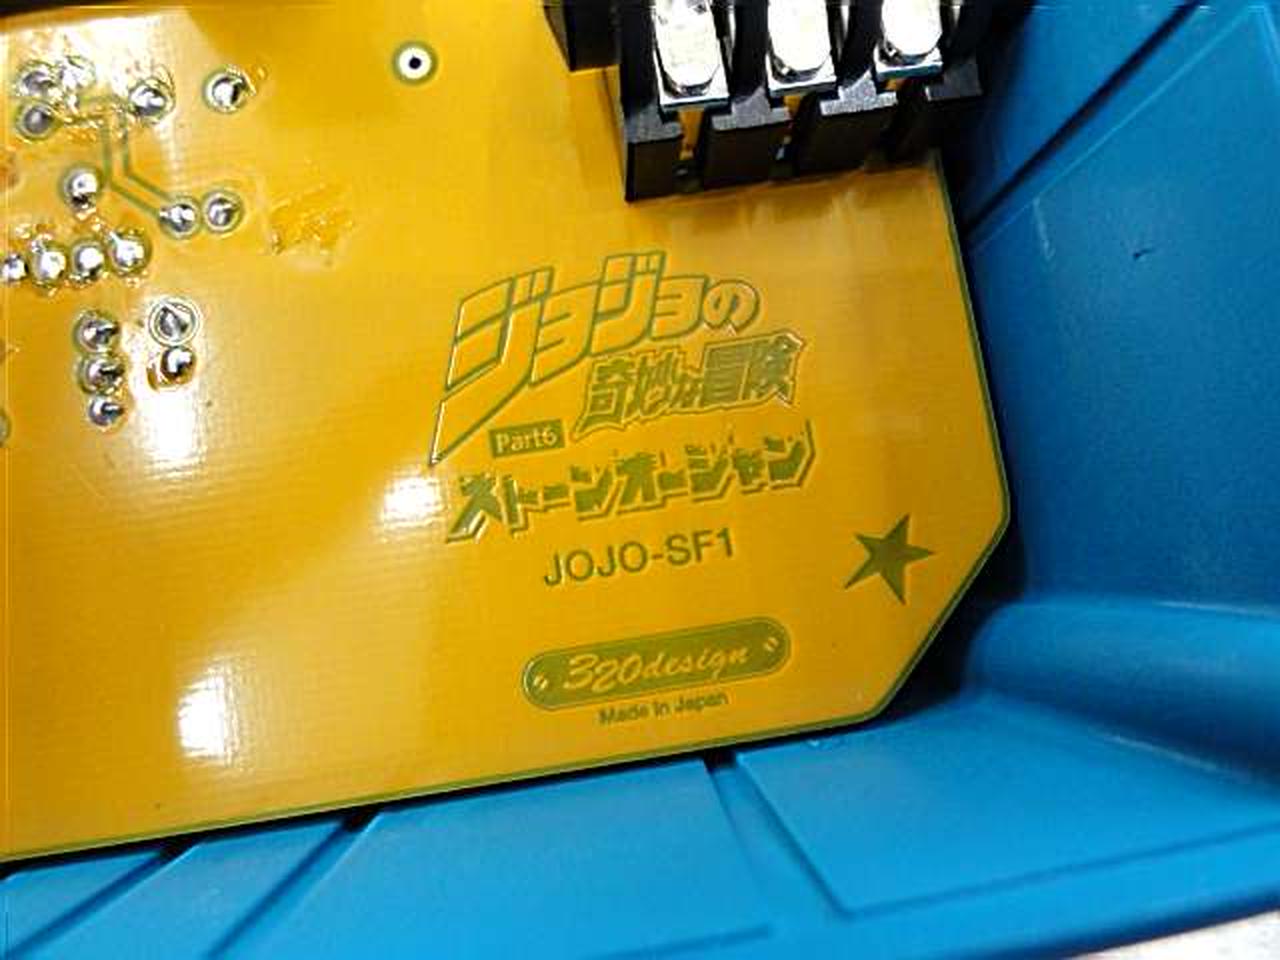 ジョジョの
奇妙な冒険
Part6
ストーンオーシャン
JOJO-SF1
320design
Made In Japan